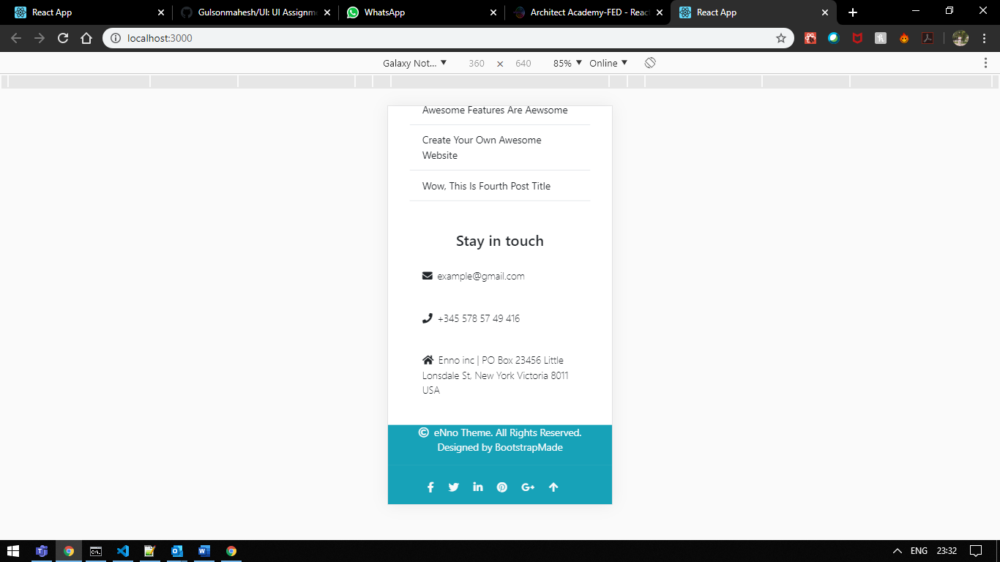 React App
Gulsonmahesh/UI: UI Assignme
WhatsApp
Architect Academy-FED - Reac
React App
localhost:3000
Galaxy Not... 360 × 640 85% Online
Awesome Features Are Aewsome
Create Your Own Awesome
Website
Wow, This Is Fourth Post Title
Stay in touch
example@gmail.com
+345 578 57 49 416
Enno inc | PO Box 23456 Little
Lonsdale St, New York Victoria 8011
USA
© eNno Theme. All Rights Reserved.
Designed by BootstrapMade
ENG 23:32